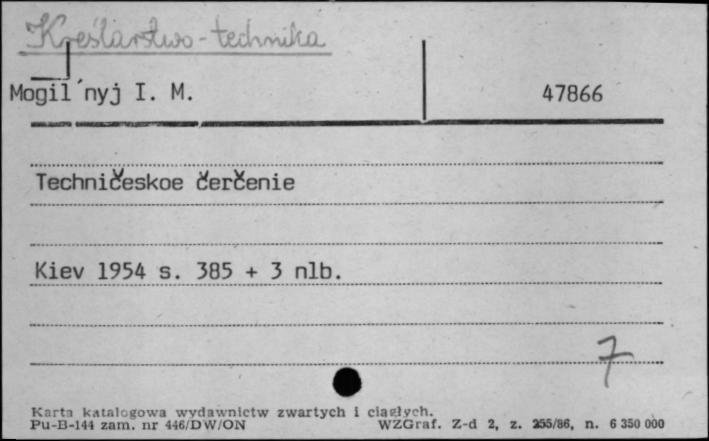 Kreślarstwo-technika
Mogil'nyj I. M. 47866
Techničeskoe čerčenie
Kiev 1954 s. 385 + 3 nlb.
7
Karta katalogowa wydawnictw zwartych i ciągłych.
Pu-B-144 zam. nr 446/DW/ON WZGraf. Z-d 2, z. 255/86, n. 6 350 000